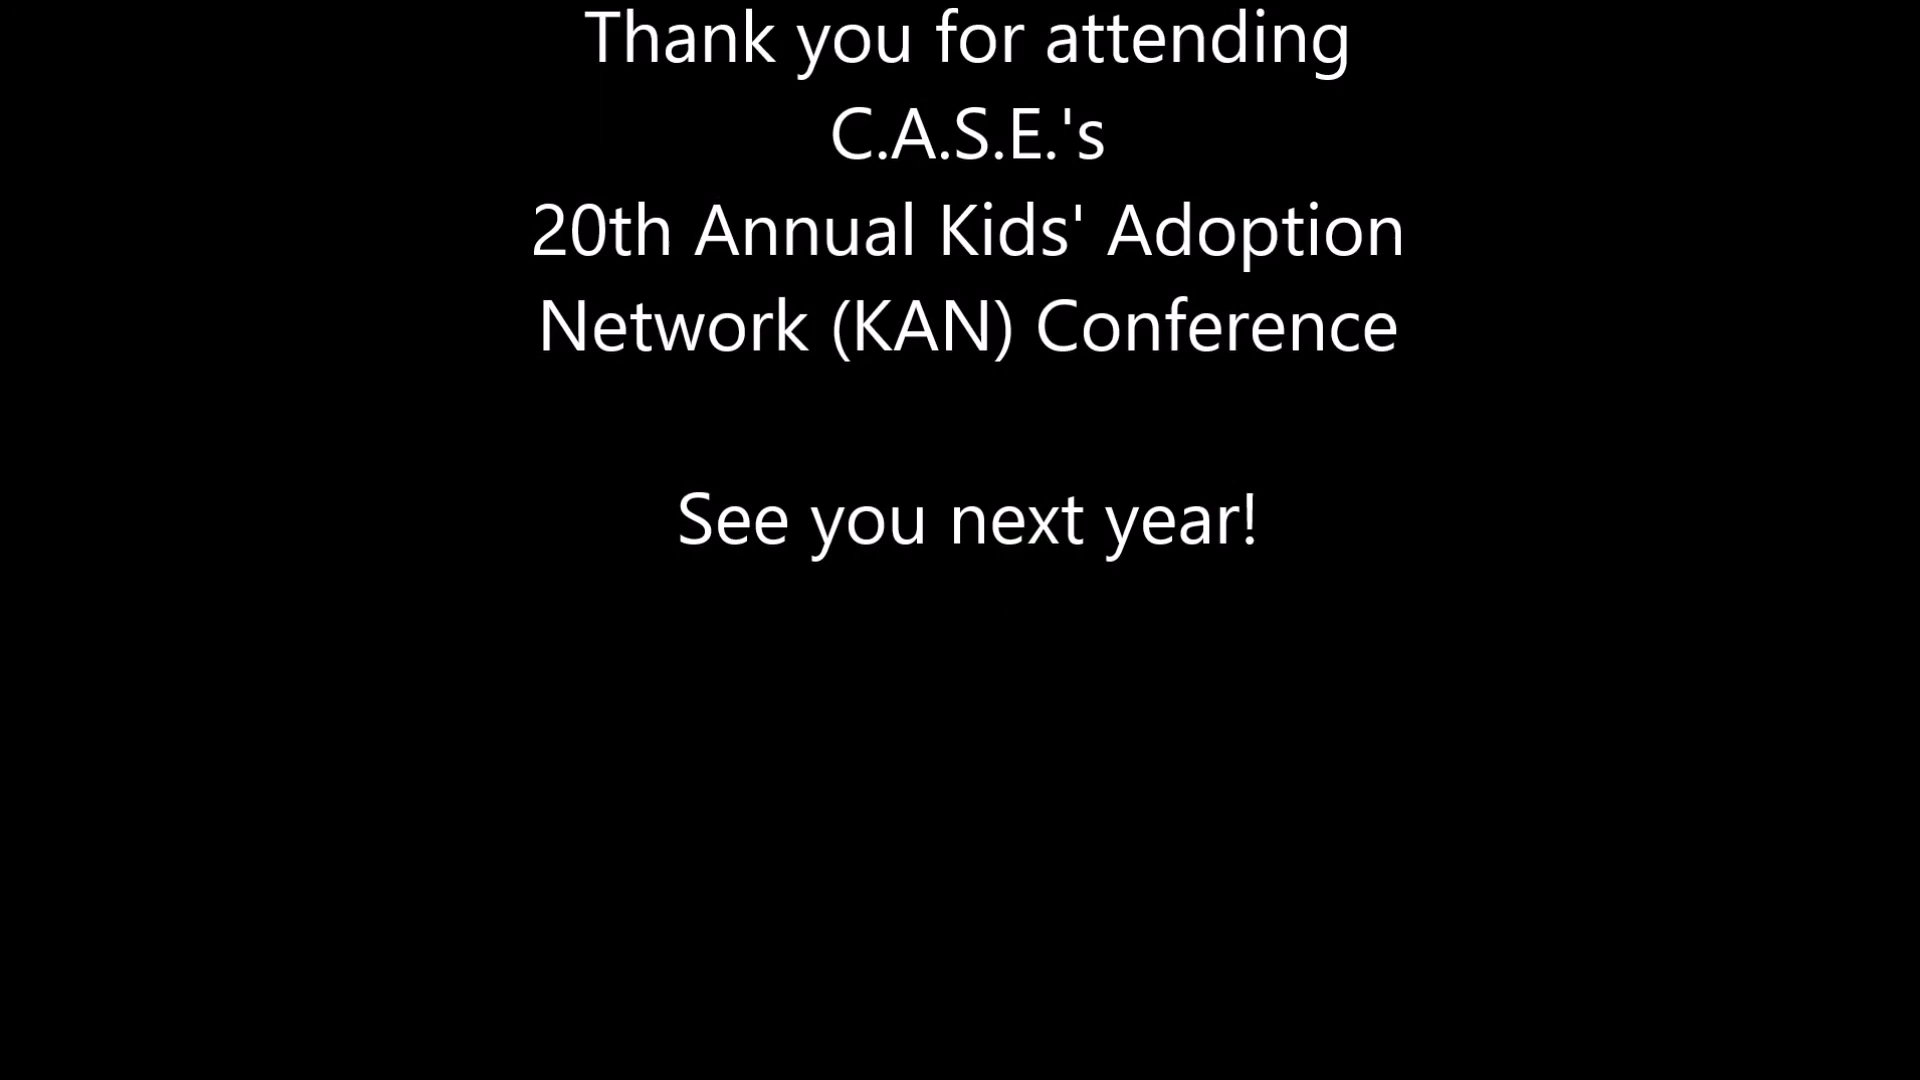 Thank you for attending
C.A.S.E.'s
20th Annual Kids' Adoption
Network (KAN) Conference
See you next year!